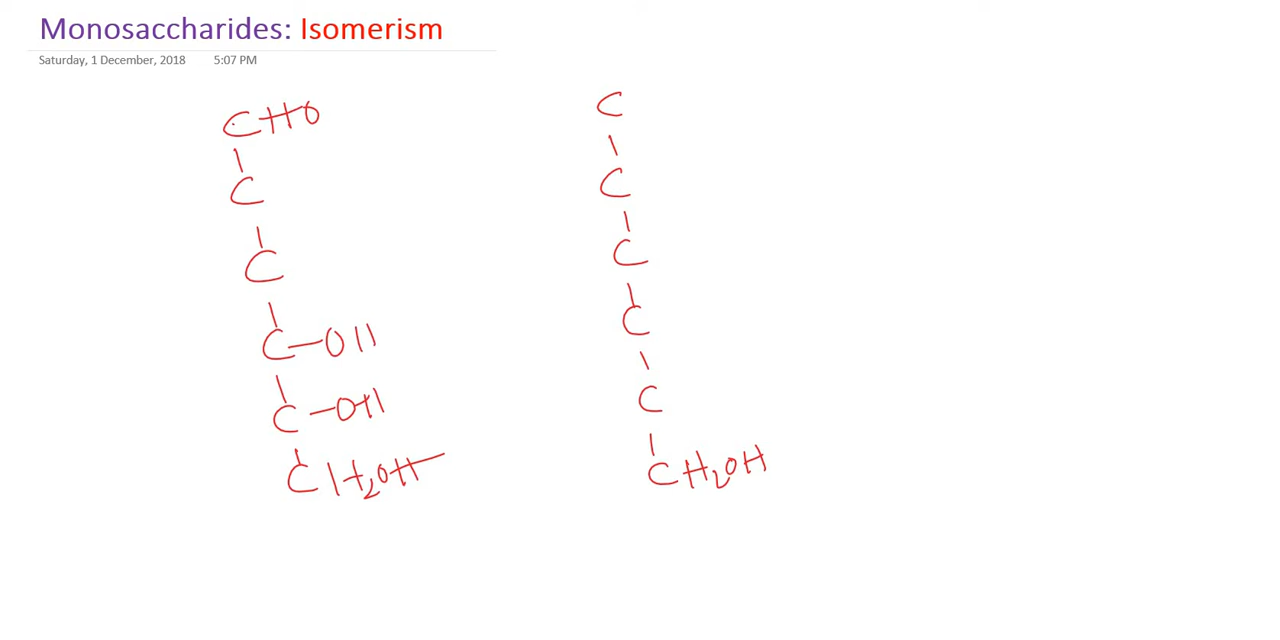 Monosaccharides: Isomerism
Saturday, 1 December, 2018 5:07 PM
CHO
C
C
C-OH
C-OH
CH2OH
C
C
C
C
C
CH2OH